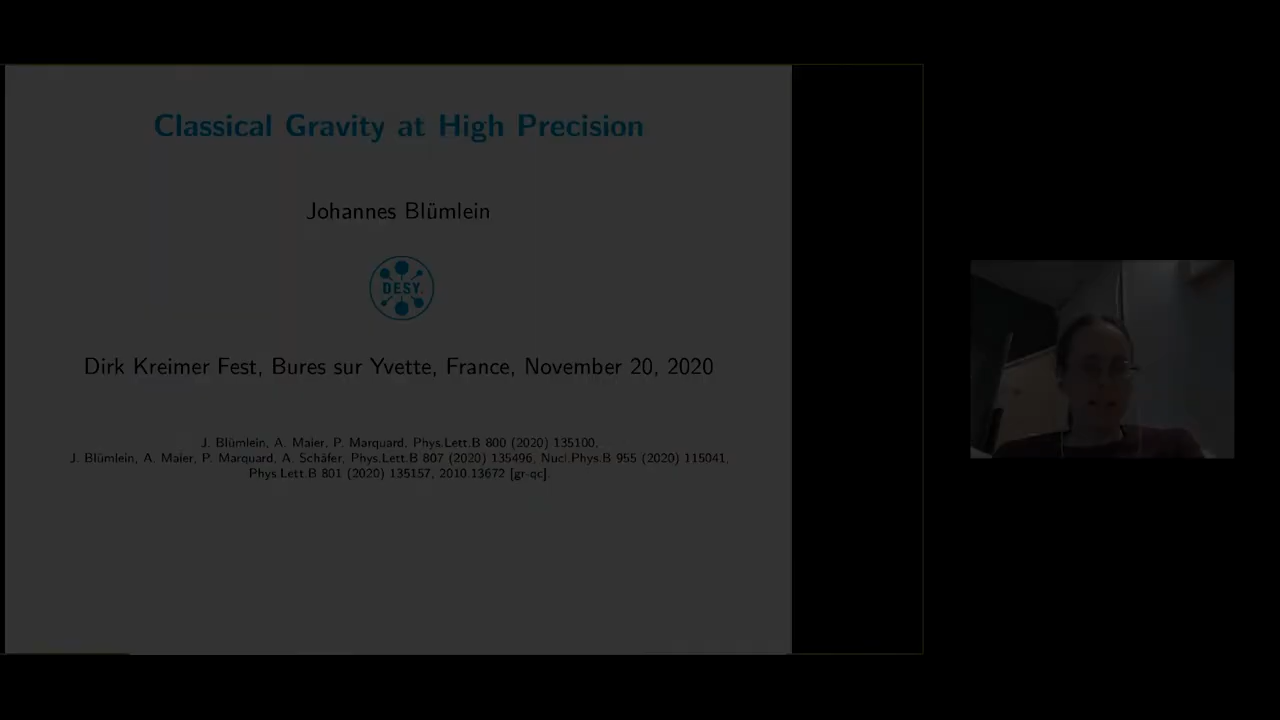 Classical Gravity at High Precision
Johannes Blümlein
DESY.
Dirk Kreimer Fest, Bures sur Yvette, France, November 20, 2020
J. Blümlein, A. Maier, P. Marquard, Phys.Lett.B 800 (2020) 135100,
J. Blümlein, A. Maier, P. Marquard, A. Schäfer, Phys.Lett.B 807 (2020) 135496, Nucl.Phys.B 955 (2020) 115041,
Phys.Lett.B 801 (2020) 135157, 2010.13672 [gr-qc].